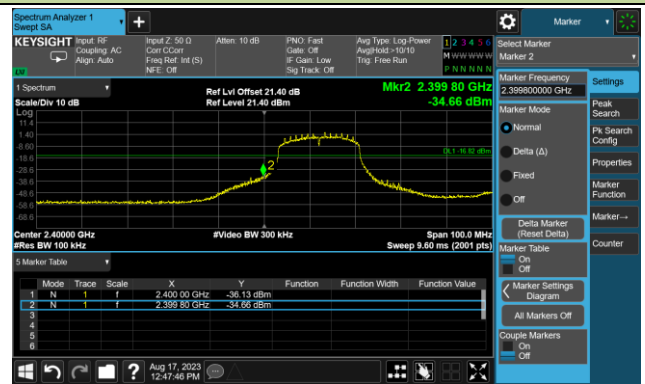 Spectrum Analyzer 1
Swept SA
Marker
KEYSIGHT
Input: RF
Coupling: AC
Align: Auto
Input Z: 50 Ω
Corr CCorr
Freq Ref: Int (S)
NFE: Off
Atten: 10 dB
PNO: Fast
Gate: Off
IF Gain: Low
Sig Track: Off
Avg Type: Log-Power
Avg|Hold:>10/10
Trig: Free Run
1 2 3 4 5 6
M W W W W W
P N N N N N
LW
Select Marker
Marker 2
1 Spectrum
Scale/Div 10 dB
Log
Ref Lvl Offset 21.40 dB
Ref Level 21.40 dBm
Mkr2 2.399 80 GHz
-34.66 dBm
11.4
1.40
-8.60
-18.6
-28.6
-38.6
-48.6
-58.6
-68.6
2
DL1 -16.62 dBm
Center 2.40000 GHz
#Res BW 100 kHz
#Video BW 300 kHz
Span 100.0 MHz
Sweep 9.60 ms (2001 pts)
5 Marker Table
Mode Trace Scale X Y Function Function Width Function Value
1 N 1 f 2.400 00 GHz -36.13 dBm
2 N 1 f 2.399 80 GHz -34.66 dBm
3
4
5
6
Marker Frequency
2.399800000 GHz
Marker Mode
Normal
Delta (Δ)
Fixed
Off
Delta Marker
(Reset Delta)
Marker Table
On
Off
Marker Settings
Diagram
All Markers Off
Couple Markers
On
Off
Settings
Peak
Search
Pk Search
Config
Properties
Marker
Function
Marker→
Counter
?
Aug 17, 2023
12:47:46 PM